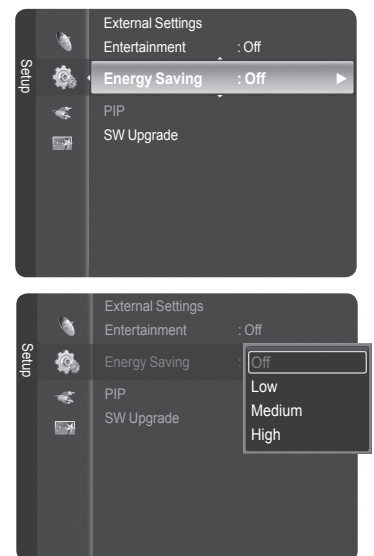 Setup
External Settings
Entertainment : Off
Energy Saving : Off ►
PIP
SW Upgrade
Setup
External Settings
Entertainment : Off
Energy Saving : Off
Low
Medium
High
PIP
SW Upgrade